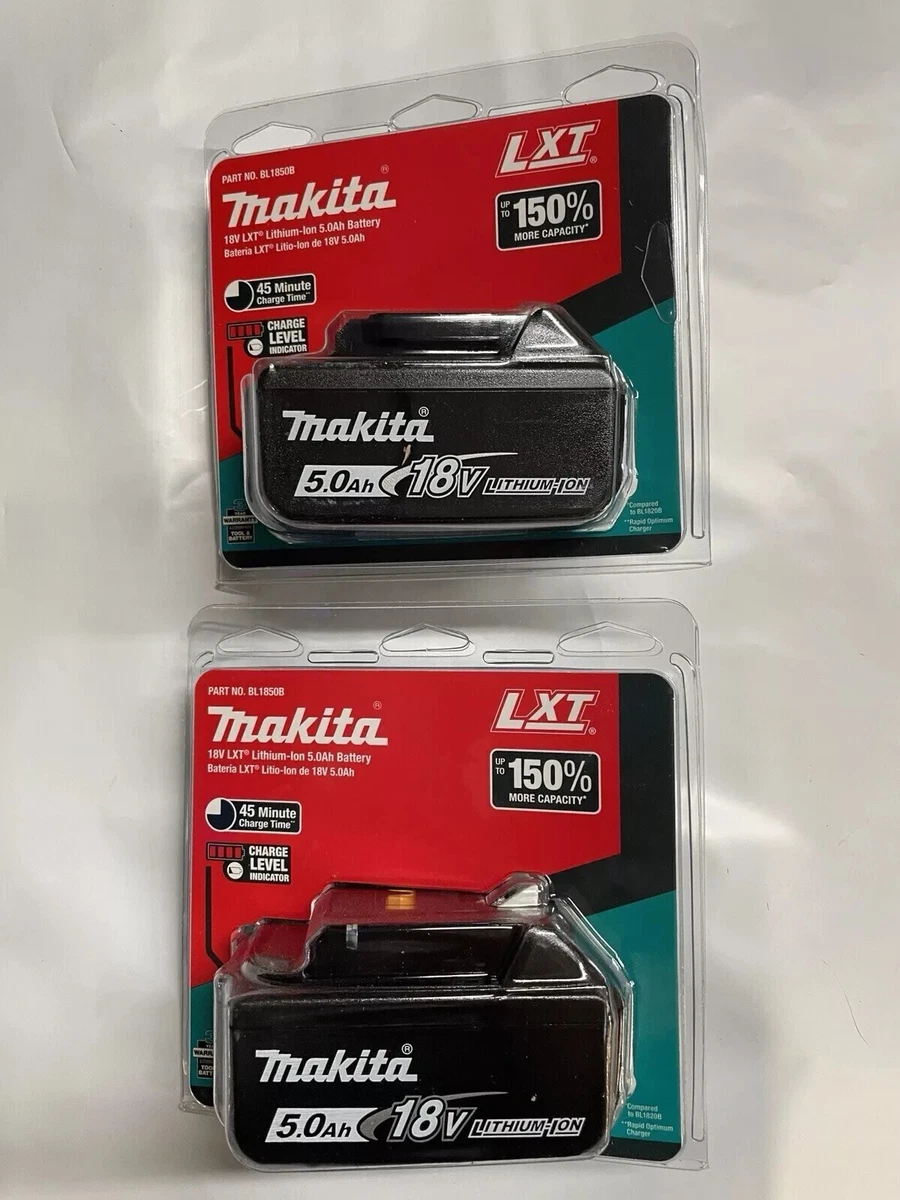 PART NO. BL1850B
makita®
18V LXT® Lithium-Ion 5.0Ah Battery
Batería LXT® Litio-Ion de 18V 5.0Ah
LXT®
UP TO 150%
MORE CAPACITY*
45 Minute
Charge Time**
CHARGE
LEVEL
INDICATOR
makita®
5.0Ah 18V LITHIUM-ION
YEAR
WARRANTY
TOOL &
BATTERY
*Compared
to BL1820B
**Rapid Optimum
Charger
PART NO. BL1850B
makita®
18V LXT® Lithium-Ion 5.0Ah Battery
Batería LXT® Litio-Ion de 18V 5.0Ah
LXT®
UP TO 150%
MORE CAPACITY*
45 Minute
Charge Time**
CHARGE
LEVEL
INDICATOR
makita®
5.0Ah 18V LITHIUM-ION
*Compared
to BL1820B
**Rapid Optimum
Charger